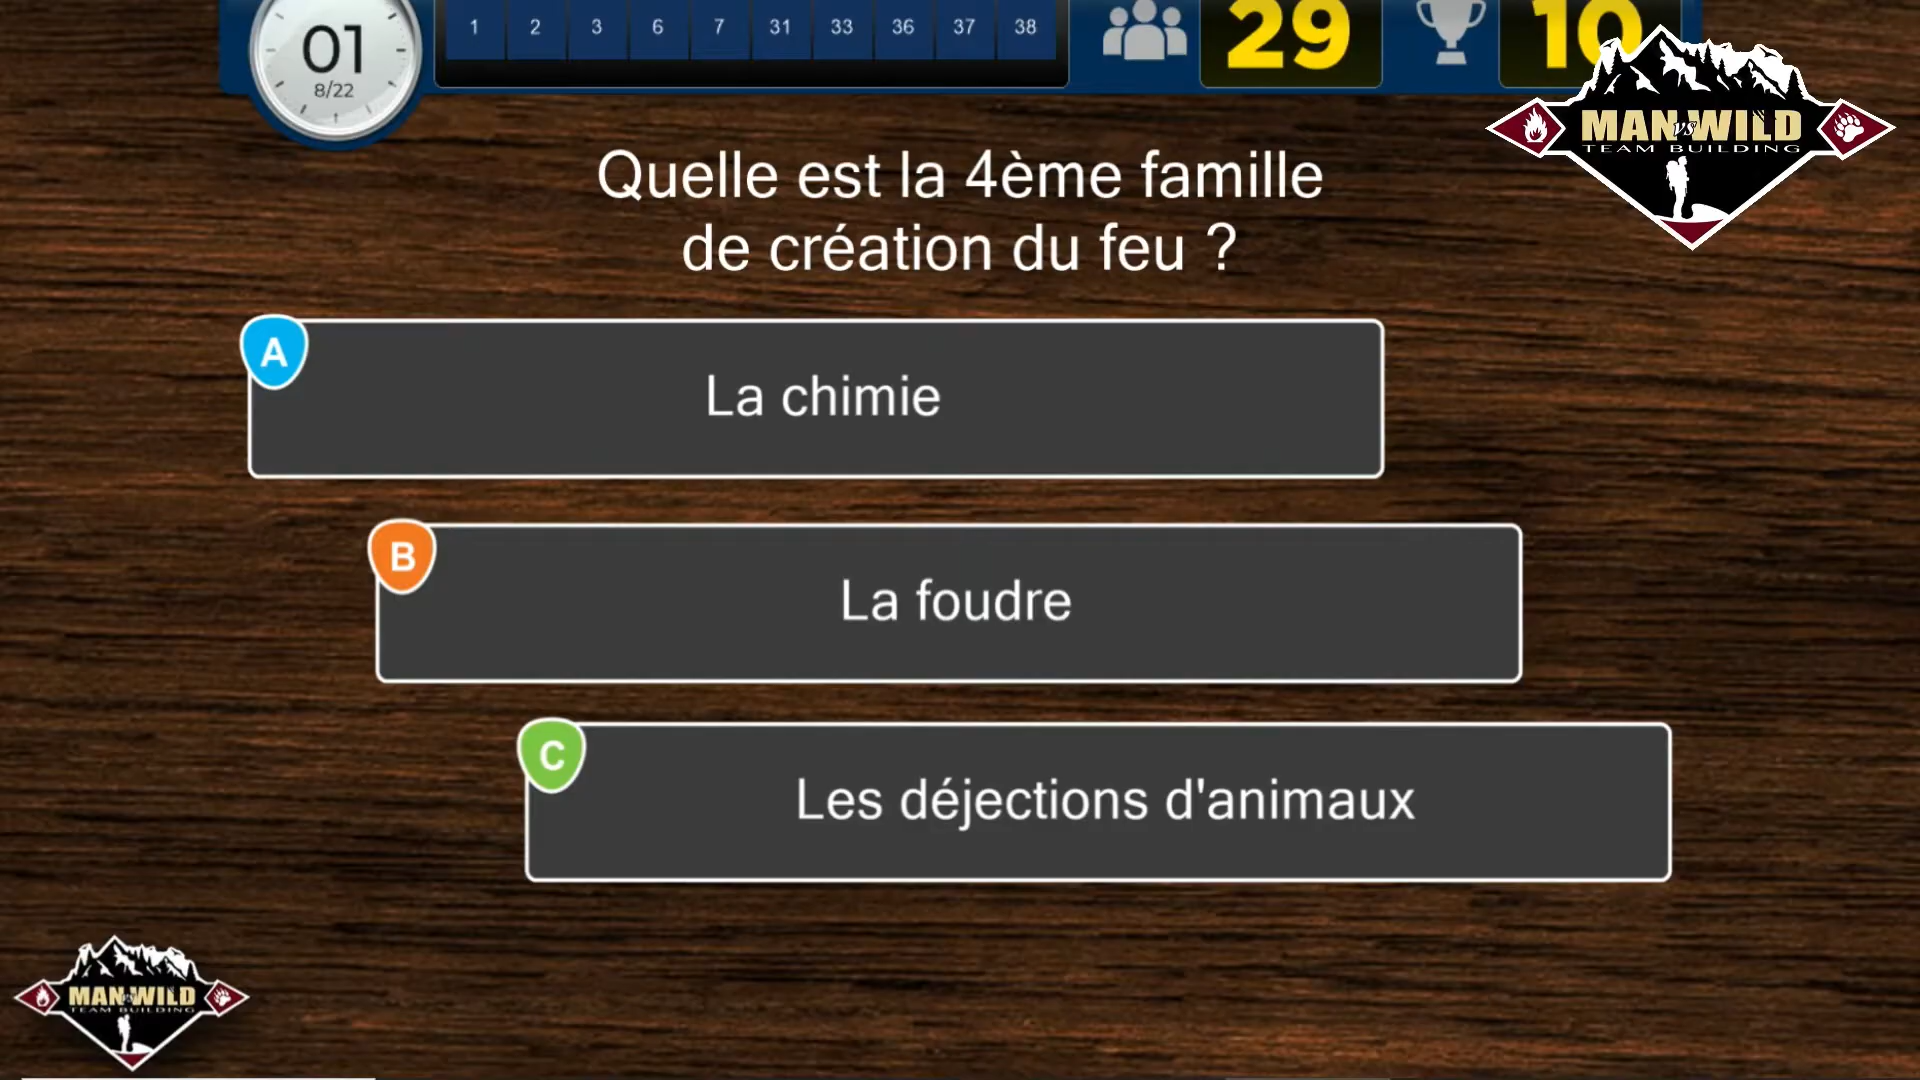 01
8/22
1 2 3 6 7 31 33 36 37 38
29
10
MAN vs WILD
TEAM BUILDING
Quelle est la 4ème famille
de création du feu ?
A
La chimie
B
La foudre
C
Les déjections d'animaux
MAN vs WILD
TEAM BUILDING